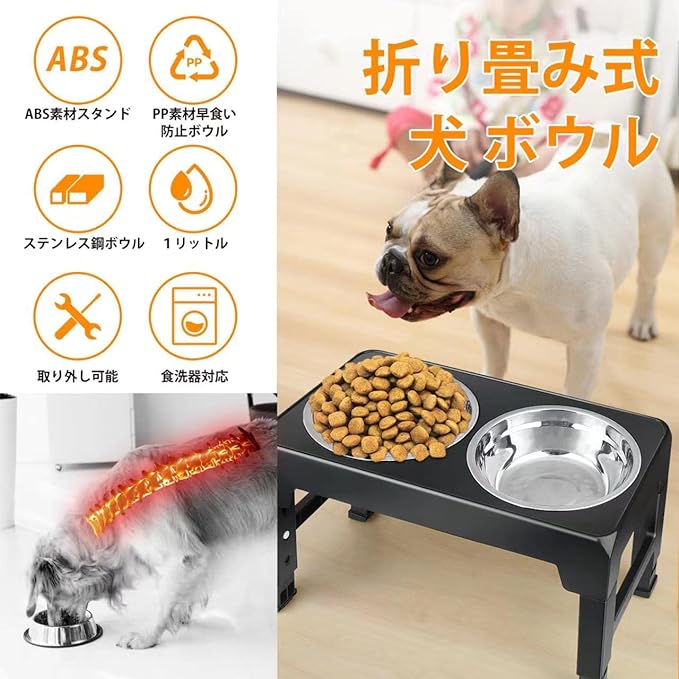 ABS
ABS素材スタンド
PP
PP素材早食い
防止ボウル
ステンレス鋼ボウル
１リットル
取り外し可能
食洗器対応
折り畳み式
犬 ボウル